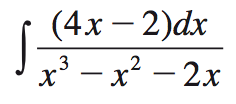 ∫ (4x – 2)dx
x³ – x² – 2x